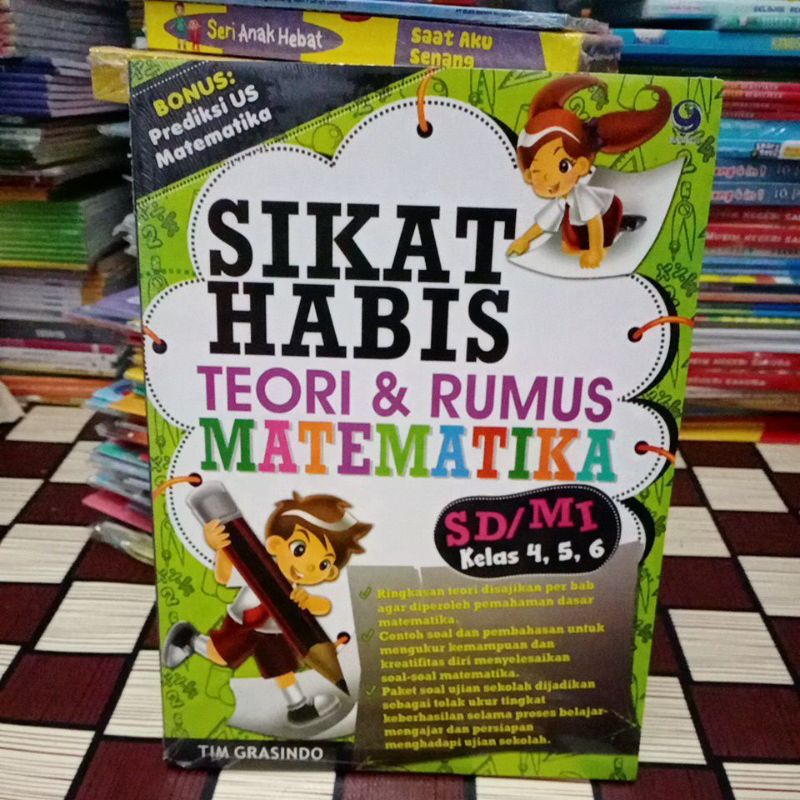 Seri Anak Hebat
Saat Aku
Senang
BONUS:
Prediksi US
Matematika
SIKAT
HABIS
TEORI & RUMUS
MATEMATIKA
SD/MI
Kelas 4, 5, 6
Ringkasan teori disajikan per bab
agar diperoleh pemahaman dasar
matematika.
Contoh soal dan pembahasan untuk
mengukur kemampuan dan
kreatifitas diri menyelesaikan
soal-soal matematika.
Paket soal ujian sekolah dijadikan
sebagai tolak ukur tingkat
keberhasilan selama proses belajar-
mengajar dan persiapan
menghadapi ujian sekolah.
TIM GRASINDO